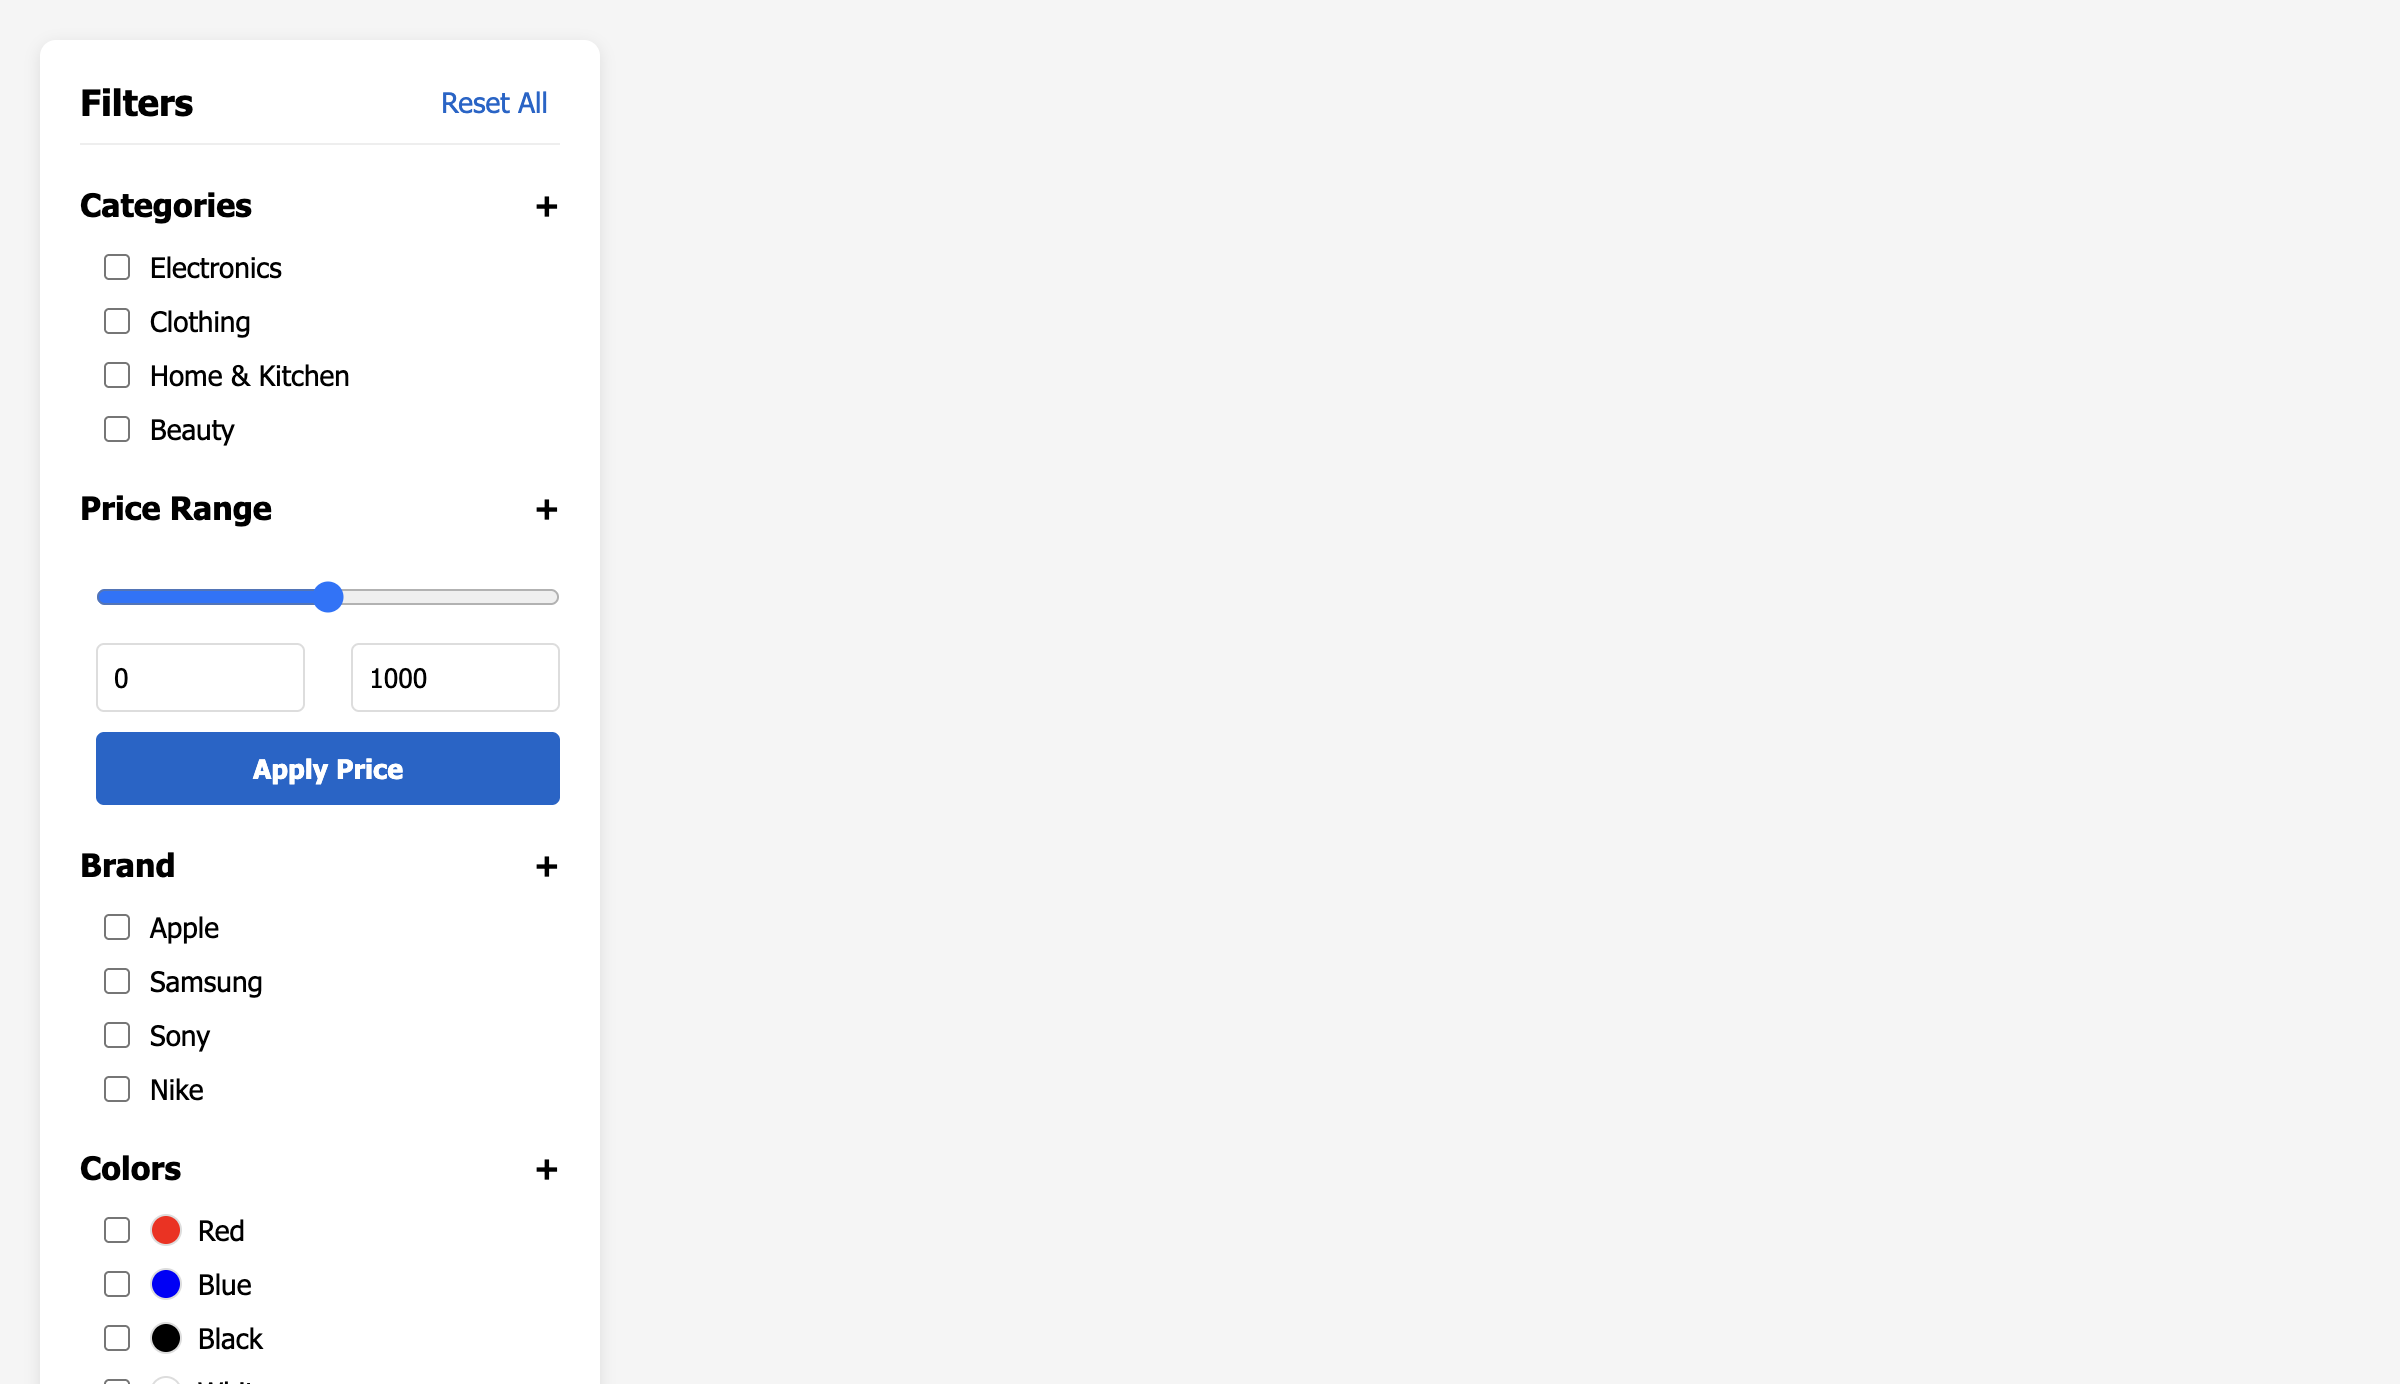 Filters
Reset All
Categories +
Electronics
Clothing
Home & Kitchen
Beauty
Price Range +
0
1000
Apply Price
Brand +
Apple
Samsung
Sony
Nike
Colors +
Red
Blue
Black